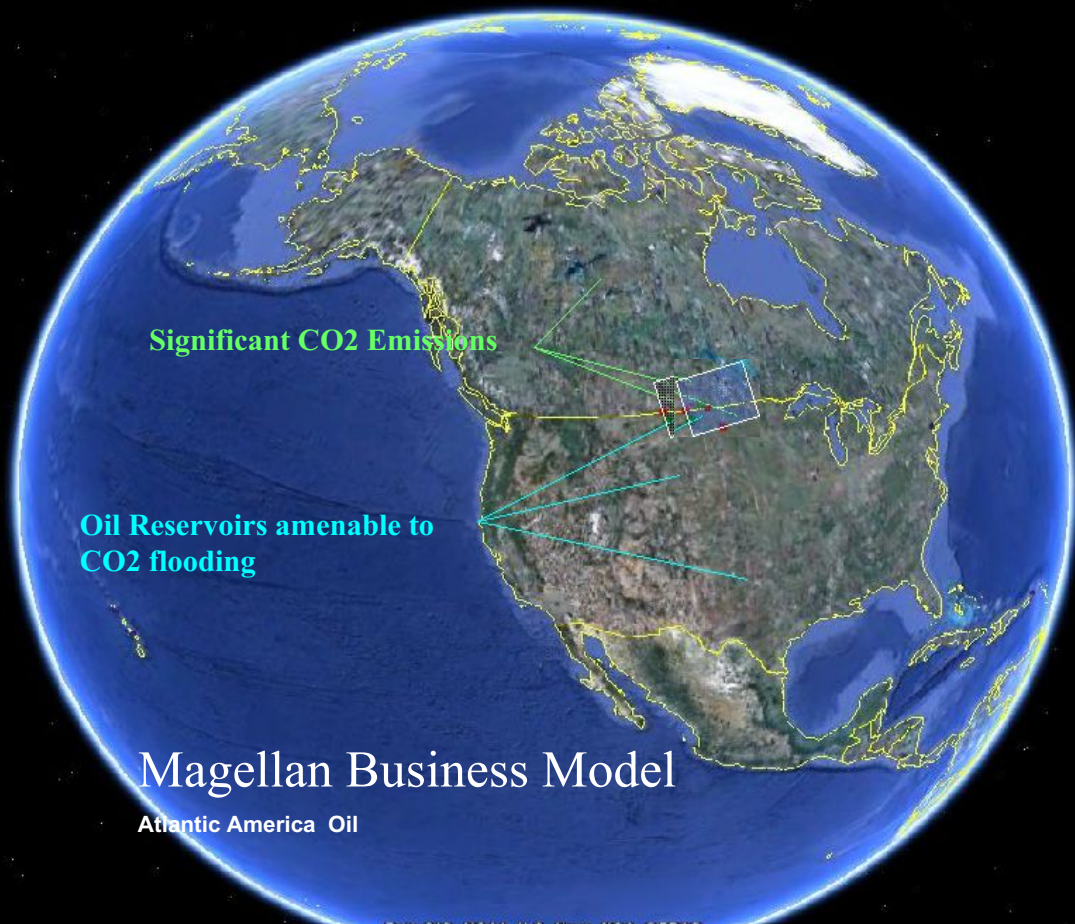 Significant CO2 Emissions
Oil Reservoirs amenable to
CO2 flooding
Magellan Business Model
Atlantic America Oil